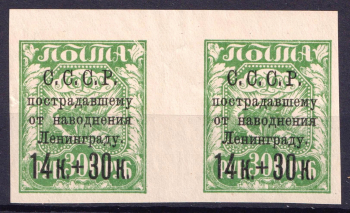 ПОЧТА
С.С.С.Р.
пострадавшему
от наводнения
Ленинграду.
14к.+30к.
ПОЧТА
С.С.С.Р.
пострадавшему
от наводнения
Ленинграду.
14к.+30к.